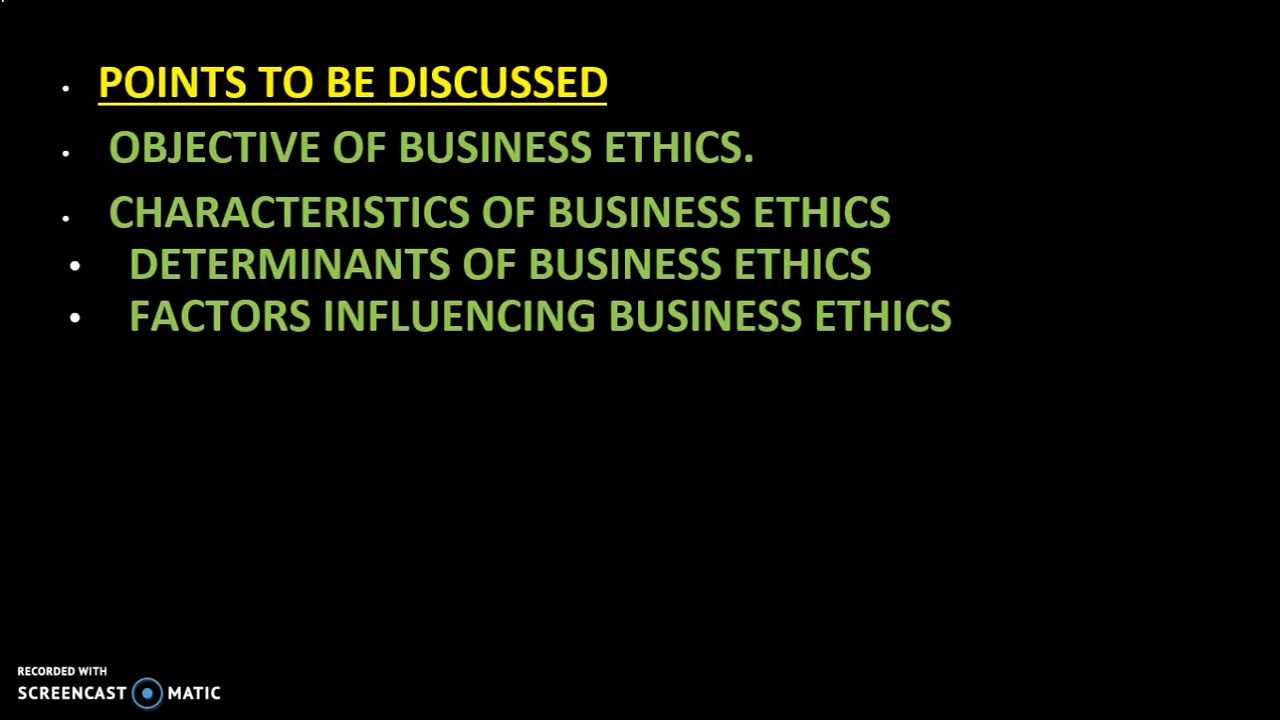 • POINTS TO BE DISCUSSED
• OBJECTIVE OF BUSINESS ETHICS.
• CHARACTERISTICS OF BUSINESS ETHICS
• DETERMINANTS OF BUSINESS ETHICS
• FACTORS INFLUENCING BUSINESS ETHICS
RECORDED WITH
SCREENCAST MATIC